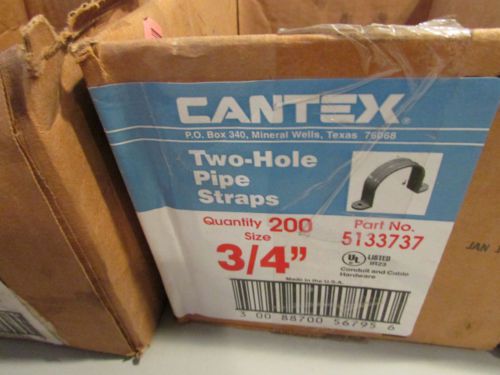 CANTEX®
P.O. Box 340, Mineral Wells, Texas 76068
Two-Hole
Pipe
Straps
Quantity 200
Size
3/4"
Part No.
5133737
UL LISTED
Conduit and Cable
Hardware
Made in the U.S.A.
3 00 88700 56795 6
JAN